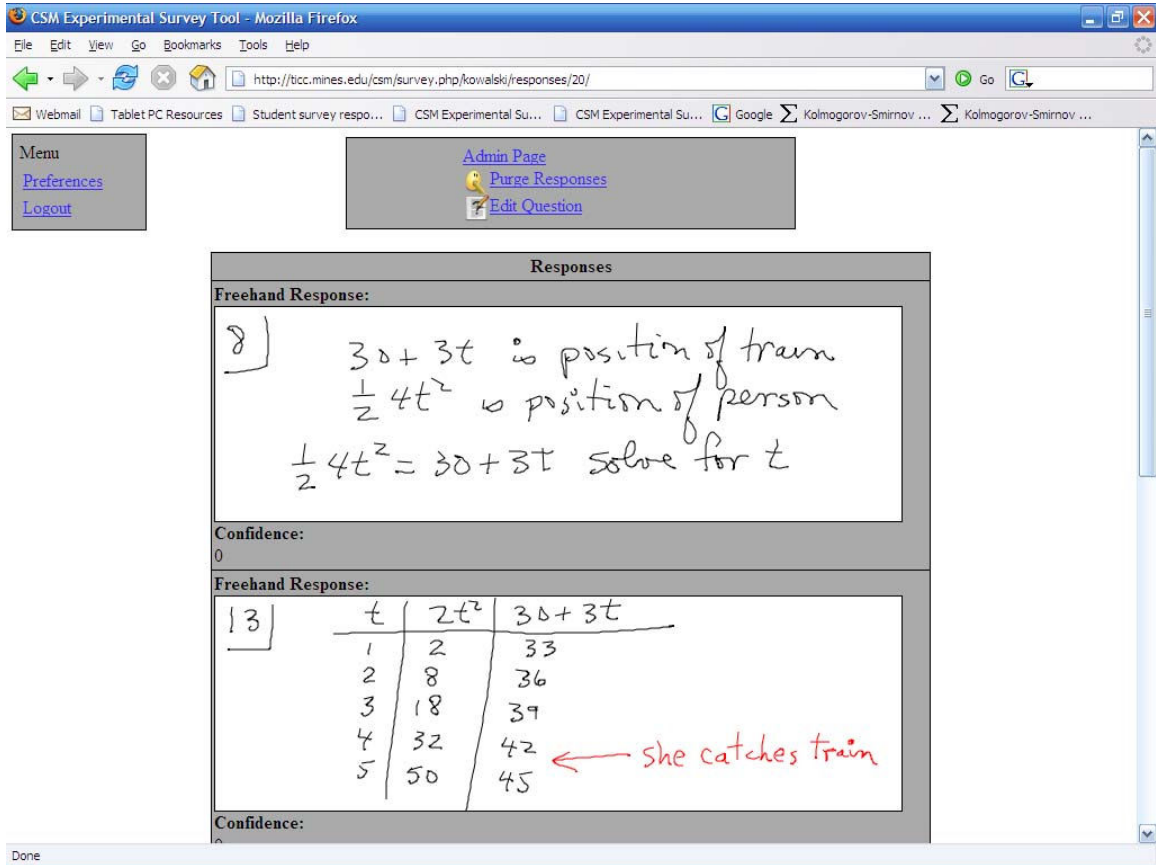 CSM Experimental Survey Tool - Mozilla Firefox
File Edit View Go Bookmarks Tools Help
http://ticc.mines.edu/csm/survey.php/kowalski/responses/20/ Go G
Webmail Tablet PC Resources Student survey respo... CSM Experimental Su... CSM Experimental Su... G Google Kolmogorov-Smirnov ... Kolmogorov-Smirnov ...
Menu
Preferences
Logout
Admin Page
Purge Responses
Edit Question
Responses
Freehand Response:
8
30 + 3t is position of train
1/2 4t² is position of person
1/2 4t² = 30 + 3t solve for t
Confidence:
0
Freehand Response:
13
t 2t² 30 + 3t
1 2 33
2 8 36
3 18 39
4 32 42
she catches train
5 50 45
Confidence:
Done